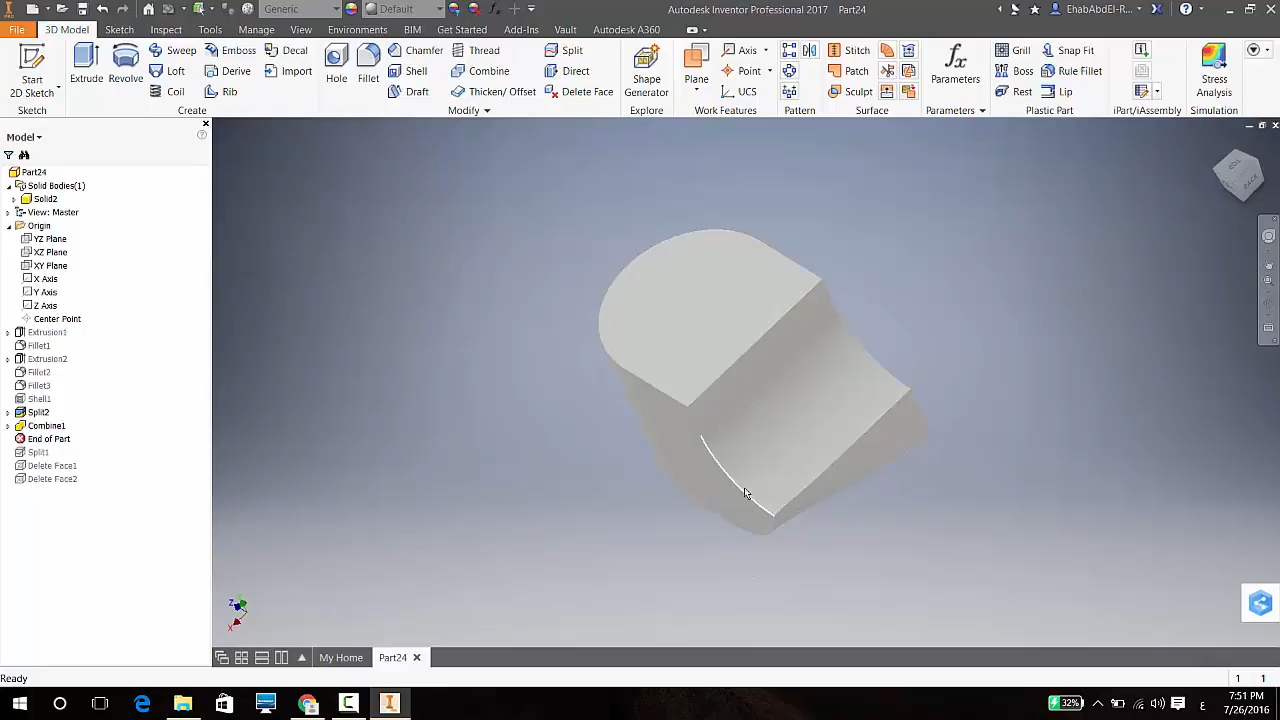 PRO
Generic
Default
Autodesk Inventor Professional 2017 Part24
EhabAbdEl-R...
File
3D Model
Sketch
Inspect
Tools
Manage
View
Environments
BIM
Get Started
Add-Ins
Vault
Autodesk A360
Start
2D Sketch
Sketch
Extrude
Revolve
Sweep
Loft
Coil
Emboss
Derive
Rib
Decal
Import
Create
Hole
Fillet
Chamfer
Shell
Draft
Thread
Combine
Thicken/ Offset
Split
Direct
Delete Face
Modify
Shape
Generator
Explore
Plane
Axis
Point
UCS
Work Features
Pattern
Stitch
Patch
Sculpt
Surface
fx
Parameters
Parameters
Grill
Boss
Rest
Snap Fit
Rule Fillet
Lip
Plastic Part
iPart/iAssembly
Stress
Analysis
Simulation
Model
Part24
Solid Bodies(1)
Solid2
View: Master
Origin
YZ Plane
XZ Plane
XY Plane
X Axis
Y Axis
Z Axis
Center Point
Extrusion1
Fillet1
Extrusion2
Fillet2
Fillet3
Shell1
Split2
Combine1
End of Part
Split1
Delete Face1
Delete Face2
TOP
BACK
Z
X
My Home
Part24
Ready
1 1
32%
7:51 PM
7/26/2016